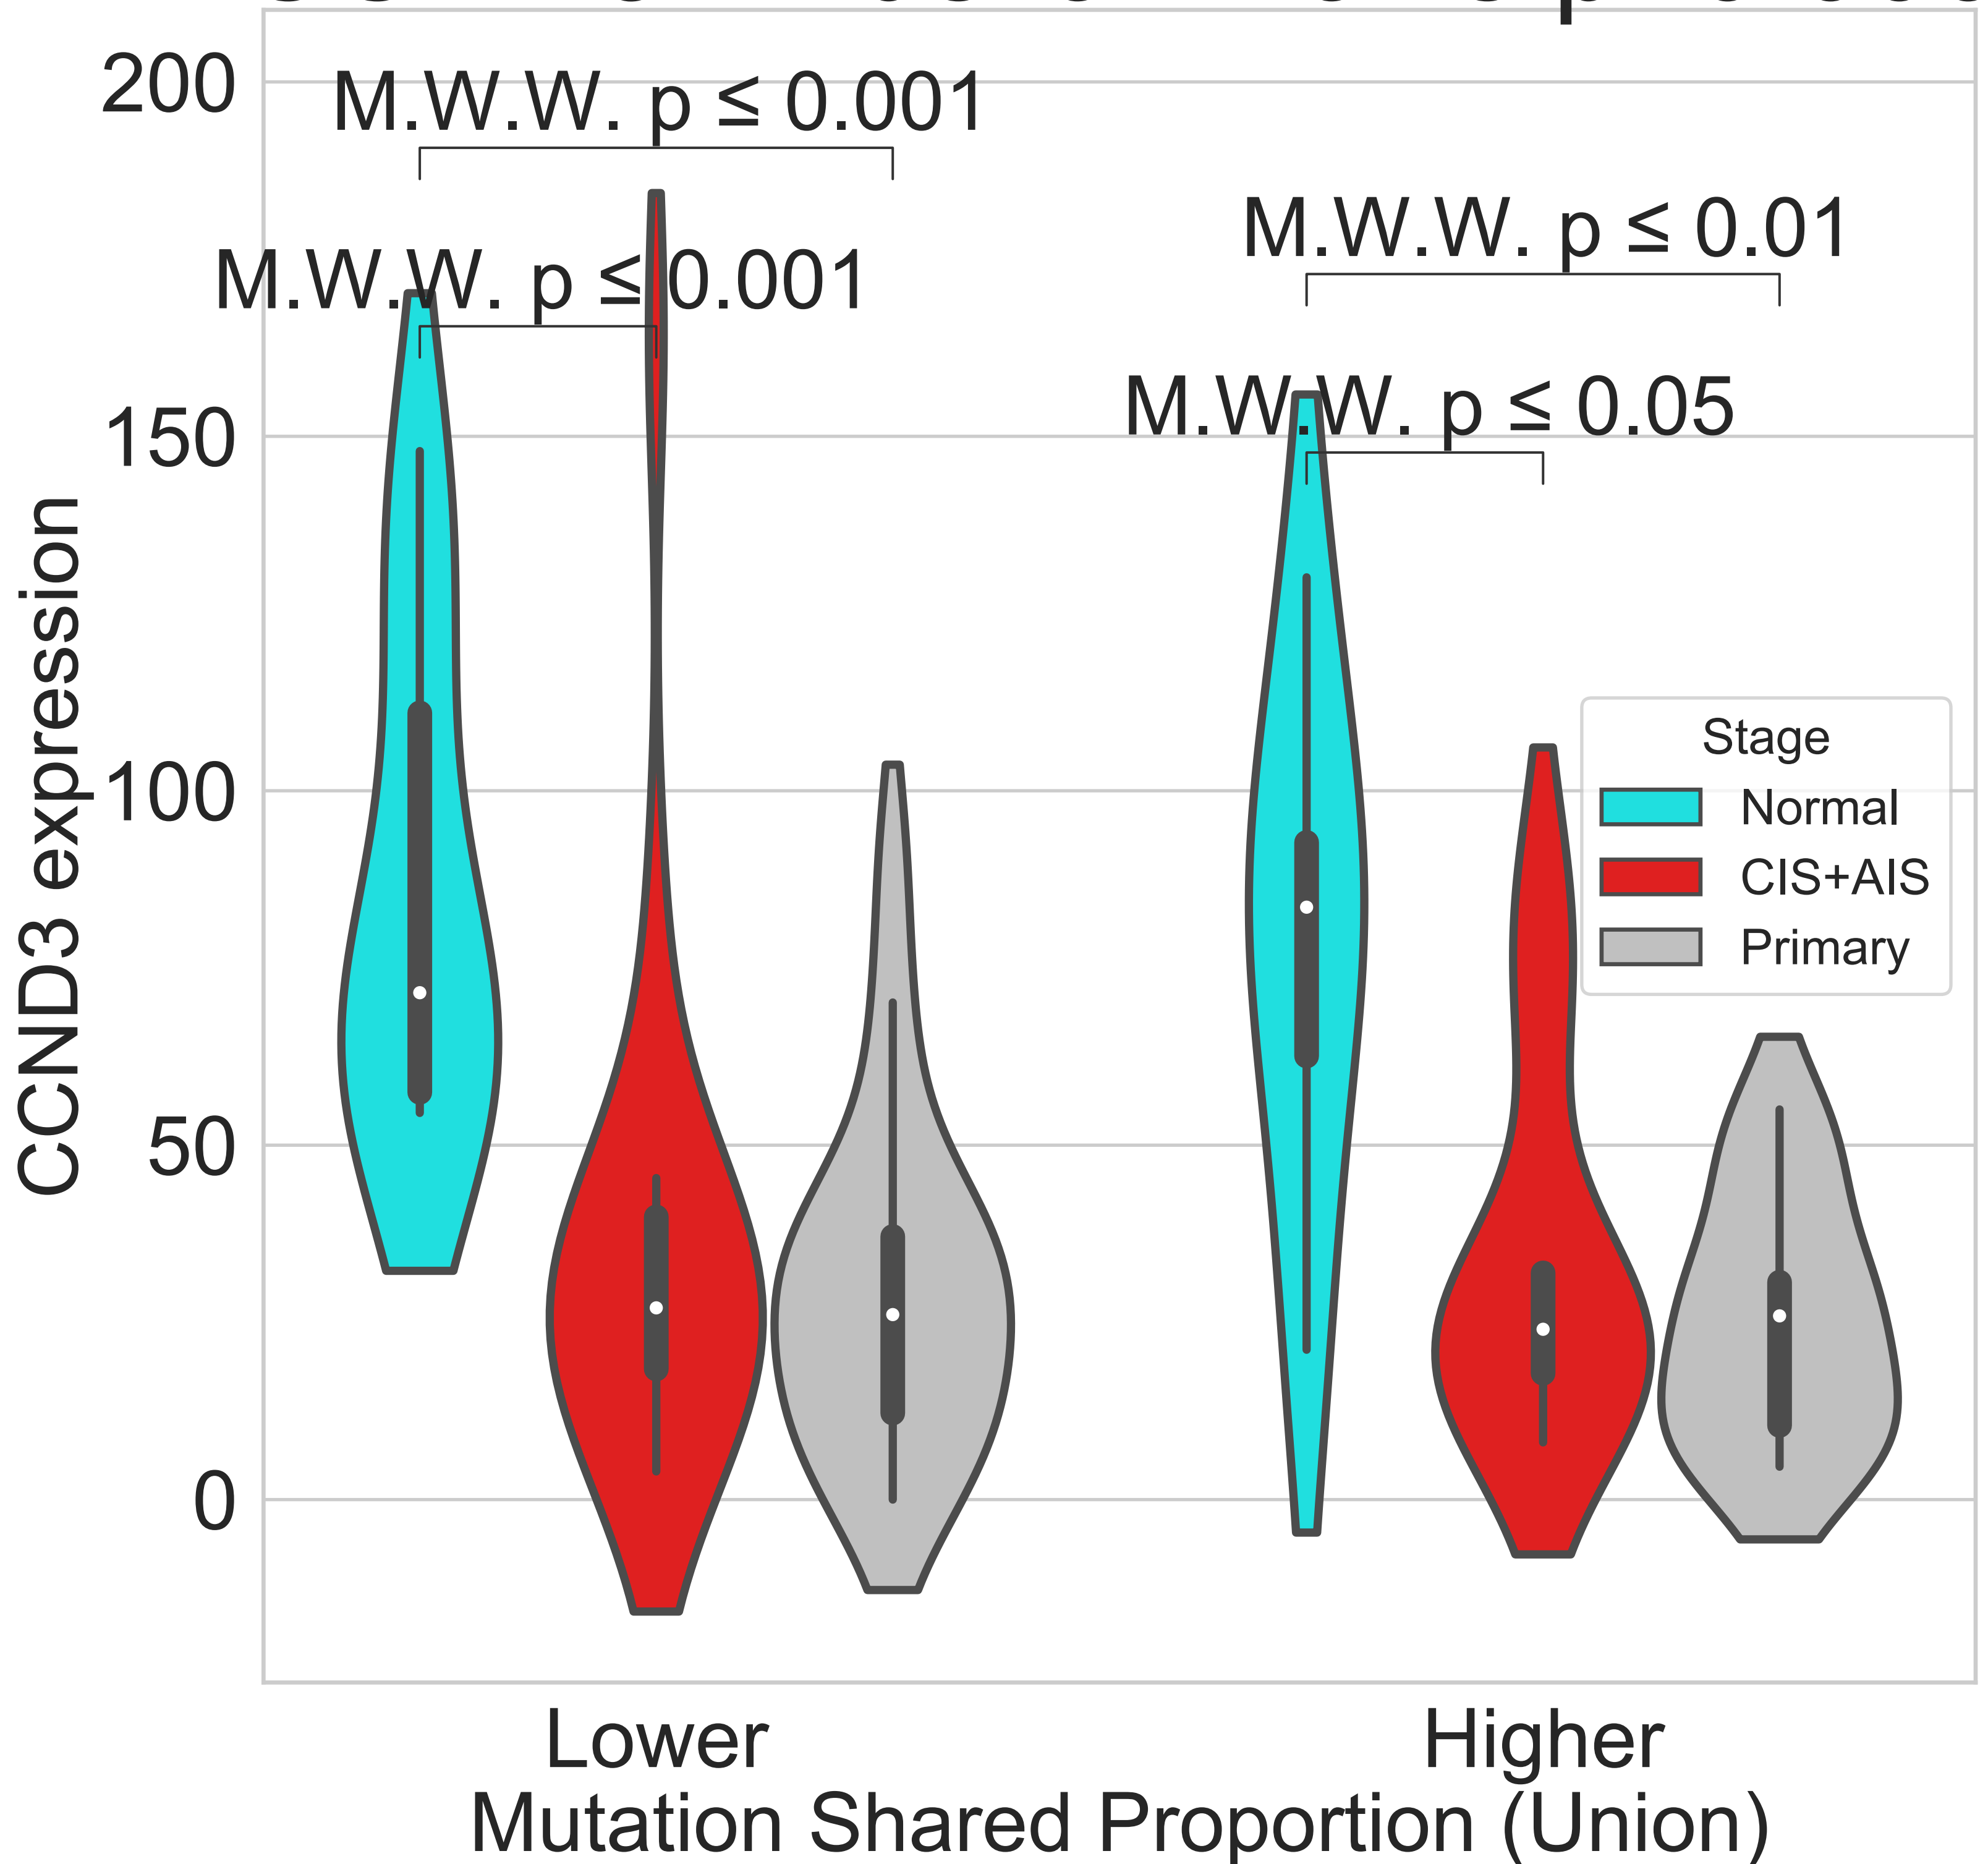 200
M.W.W. p ≤ 0.001
M.W.W. p ≤ 0.01
M.W.W. p ≤ 0.001
M.W.W. p ≤ 0.05
150
100
50
0
CCND3 expression
Stage
Normal
CIS+AIS
Primary
Lower
Higher
Mutation Shared Proportion (Union)